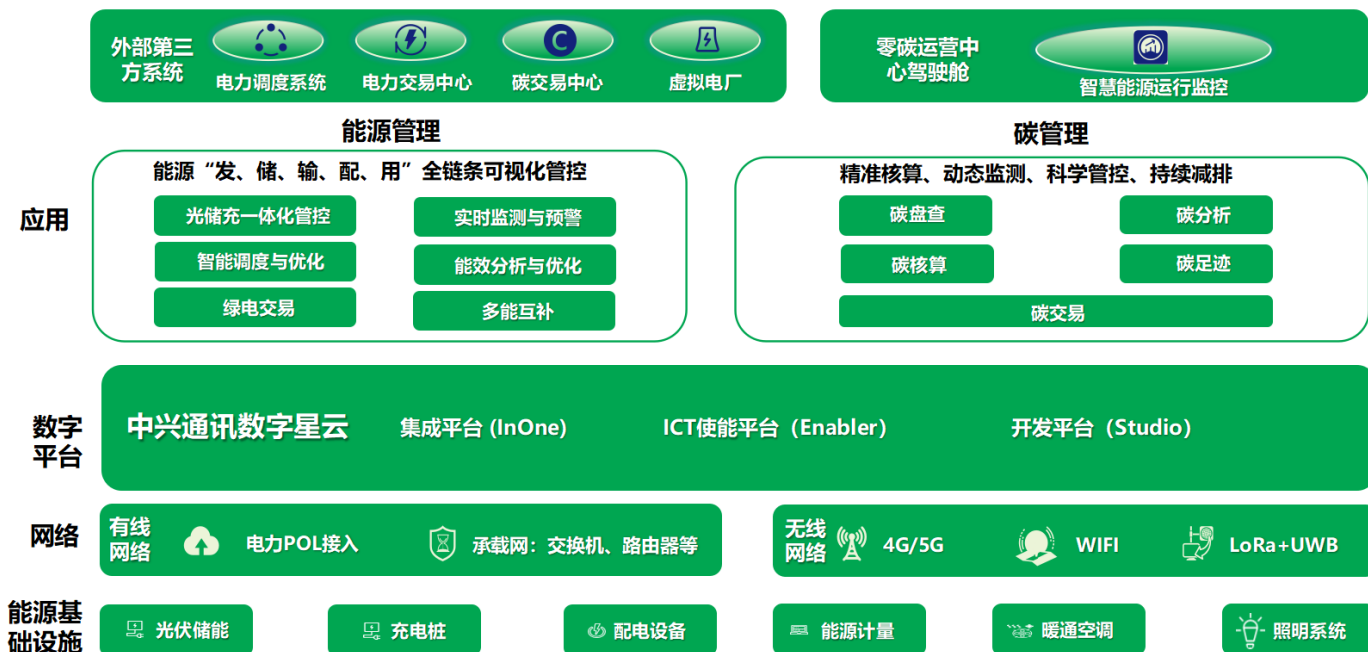 外部第三
方系统
电力调度系统
电力交易中心
C
碳交易中心
虚拟电厂
零碳运营中
心驾驶舱
智慧能源运行监控
应用
能源管理
能源“发、储、输、配、用”全链条可视化管控
光储充一体化管控
实时监测与预警
智能调度与优化
能效分析与优化
绿电交易
多能互补
碳管理
精准核算、动态监测、科学管控、持续减排
碳盘查
碳分析
碳核算
碳足迹
碳交易
数字
平台
中兴通讯数字星云
集成平台 (InOne)
ICT使能平台（Enabler）
开发平台（Studio）
网络
有线
网络
电力POL接入
承载网：交换机、路由器等
无线
网络
4G/5G
WIFI
LoRa+UWB
能源基
础设施
光伏储能
充电桩
配电设备
能源计量
暖通空调
照明系统